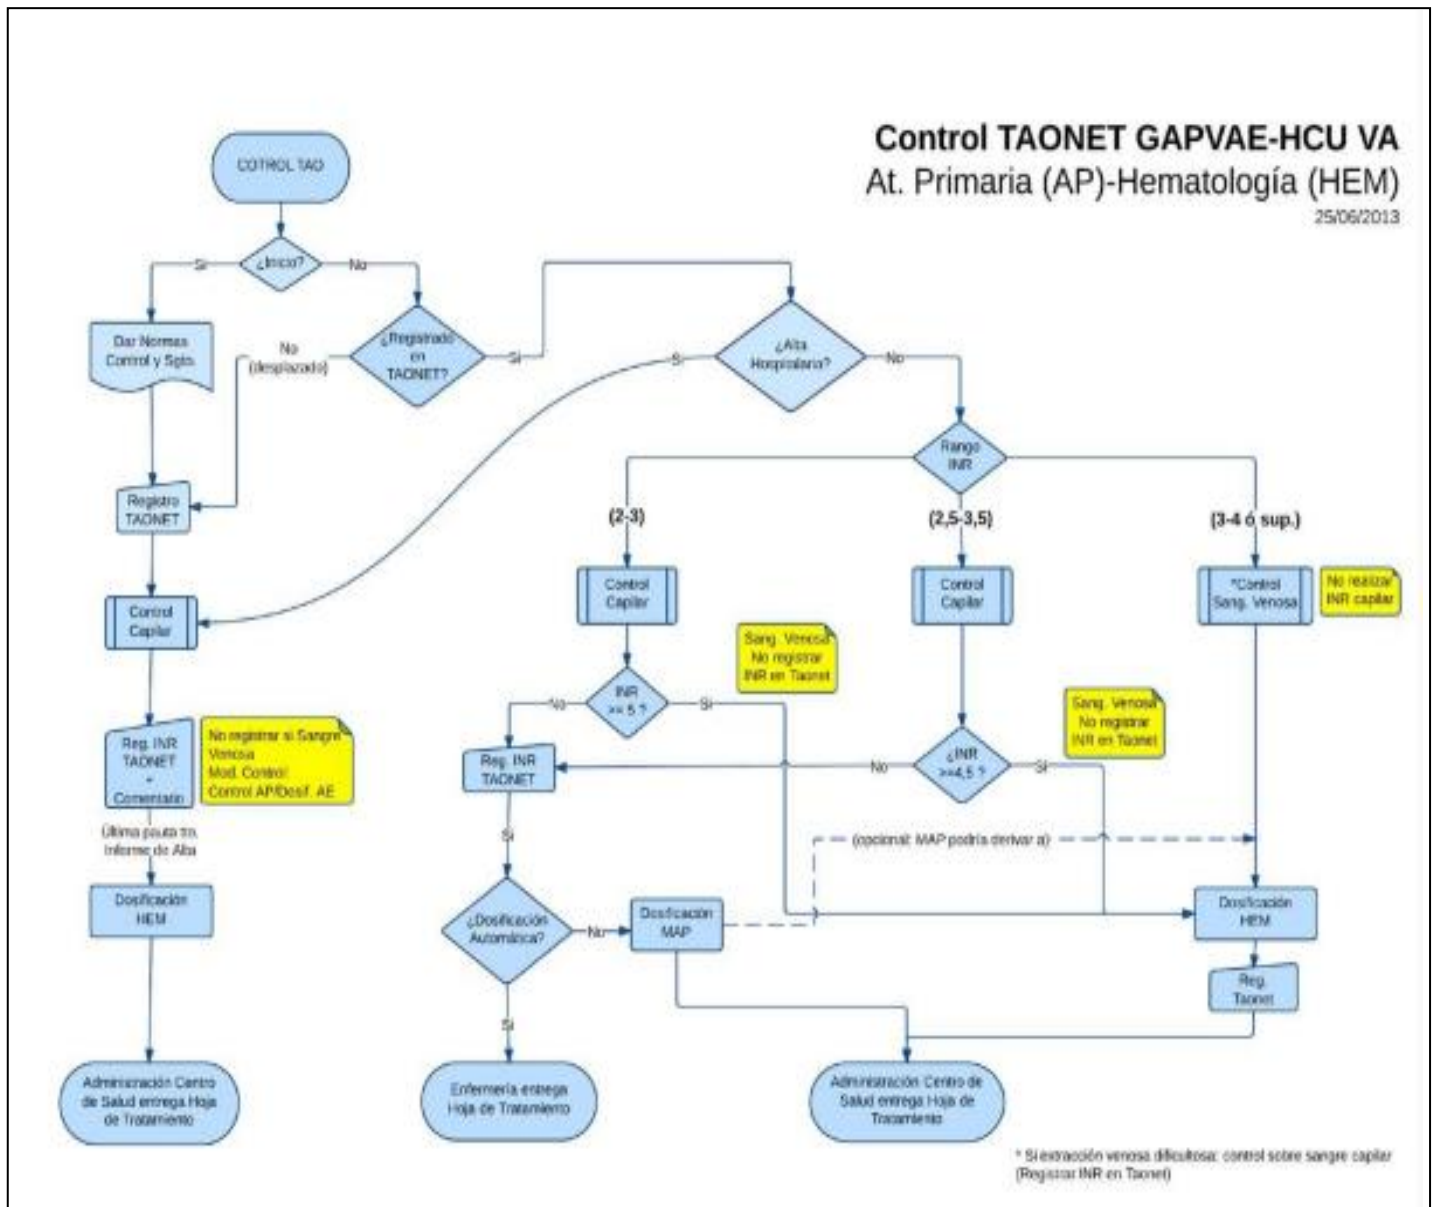 Control TAONET GAPVAE-HCU VA
At. Primaria (AP)-Hematología (HEM)
25/06/2013
COTROL TAO
¿Inicio?
Si
No
Dar Normas
Control y Sgto.
No
(desplazado)
¿Registrado
en
TAONET?
Si
¿Alta
Hospitalaria?
Si
No
Rango
INR
Registro
TAONET
(2-3)
(2,5-3,5)
(3-4 ó sup.)
Control
Capilar
Control
Capilar
Control
Capilar
*Control
Sang. Venosa
No realizar
INR capilar
Sang. Venosa
No registrar
INR en Taonet
INR
>= 5 ?
No
Si
Sang. Venosa
No registrar
INR en Taonet
Reg. INR
TAONET
+
Comentario
No registrar si Sangre
Venosa
Mod. Control:
Control AP/Dosif. AE
Reg. INR
TAONET
¿INR
>=4,5 ?
No
Si
Última pauta tto.
Informe de Alta
Si
(opcional: MAP podría derivar a)
Dosificación
HEM
¿Dosificación
Automática?
No
Dosificación
MAP
Dosificación
HEM
Reg.
Taonet
Si
Administración Centro
de Salud entrega Hoja
de Tratamiento
Enfermería entrega
Hoja de Tratamiento
Administración Centro de
Salud entrega Hoja de
Tratamiento
* Si extracción venosa dificultosa: control sobre sangre capilar
(Registrar INR en Taonet)